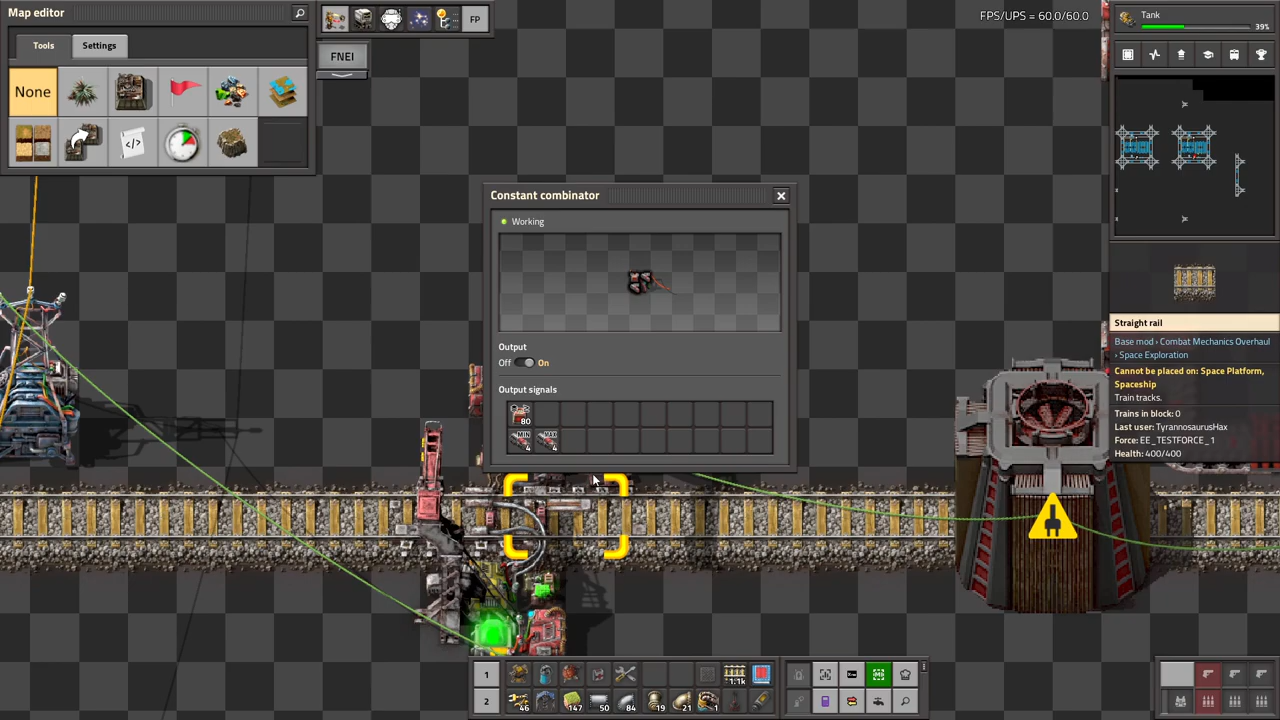 Map editor
FP
FPS/UPS = 60.0/60.0
Tank
39%
Tools
Settings
FNEI
None
Constant combinator
Working
Output
Off
On
Output signals
80
MIN
4
MAX
4
Straight rail
Base mod › Combat Mechanics Overhaul
› Space Exploration
Cannot be placed on: Space Platform,
Spaceship
Train tracks.
Trains in block: 0
Last user: TyrannosaurusHax
Force: EE_TESTFORCE_1
Health: 400/400
1
1.1k
2
46
147
50
84
19
21
1